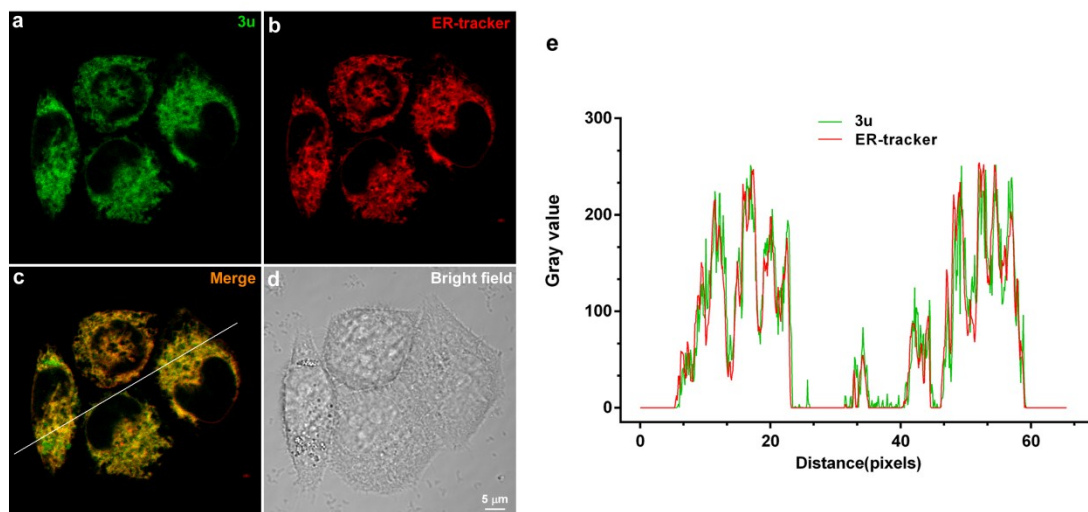 a
3u
b
ER-tracker
c
Merge
d
Bright field
5 μm
e
3u
ER-tracker
300
200
100
0
Gray value
0
20
40
60
Distance(pixels)